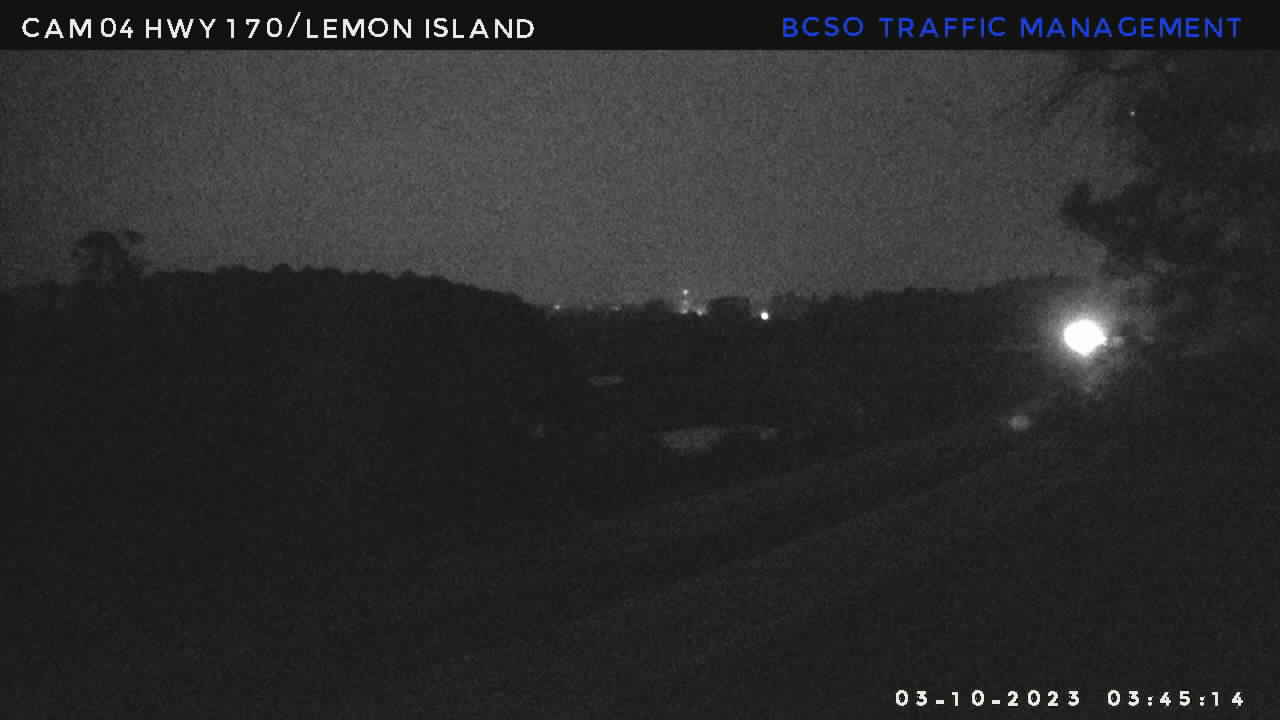 CAM04 HWY 170/LEMON ISLAND
BCSO TRAFFIC MANAGEMENT
03-10-2023 03:45:14